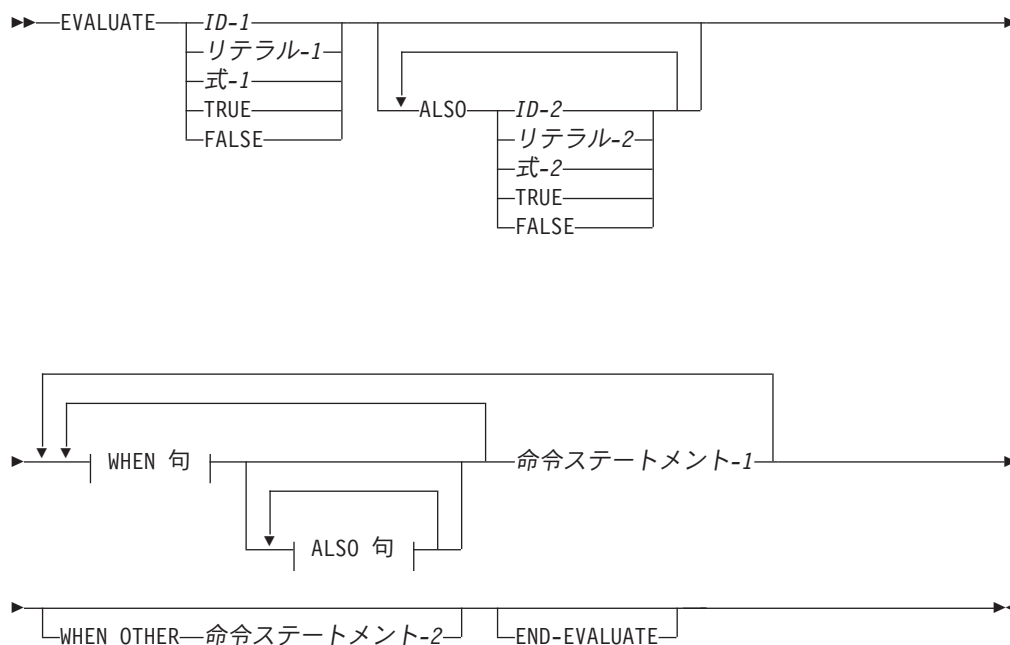 EVALUATE ID-1
リテラル-1
式-1
TRUE
FALSE
ALSO ID-2
リテラル-2
式-2
TRUE
FALSE
WHEN 句 命令ステートメント-1
ALSO 句
WHEN OTHER 命令ステートメント-2 END-EVALUATE